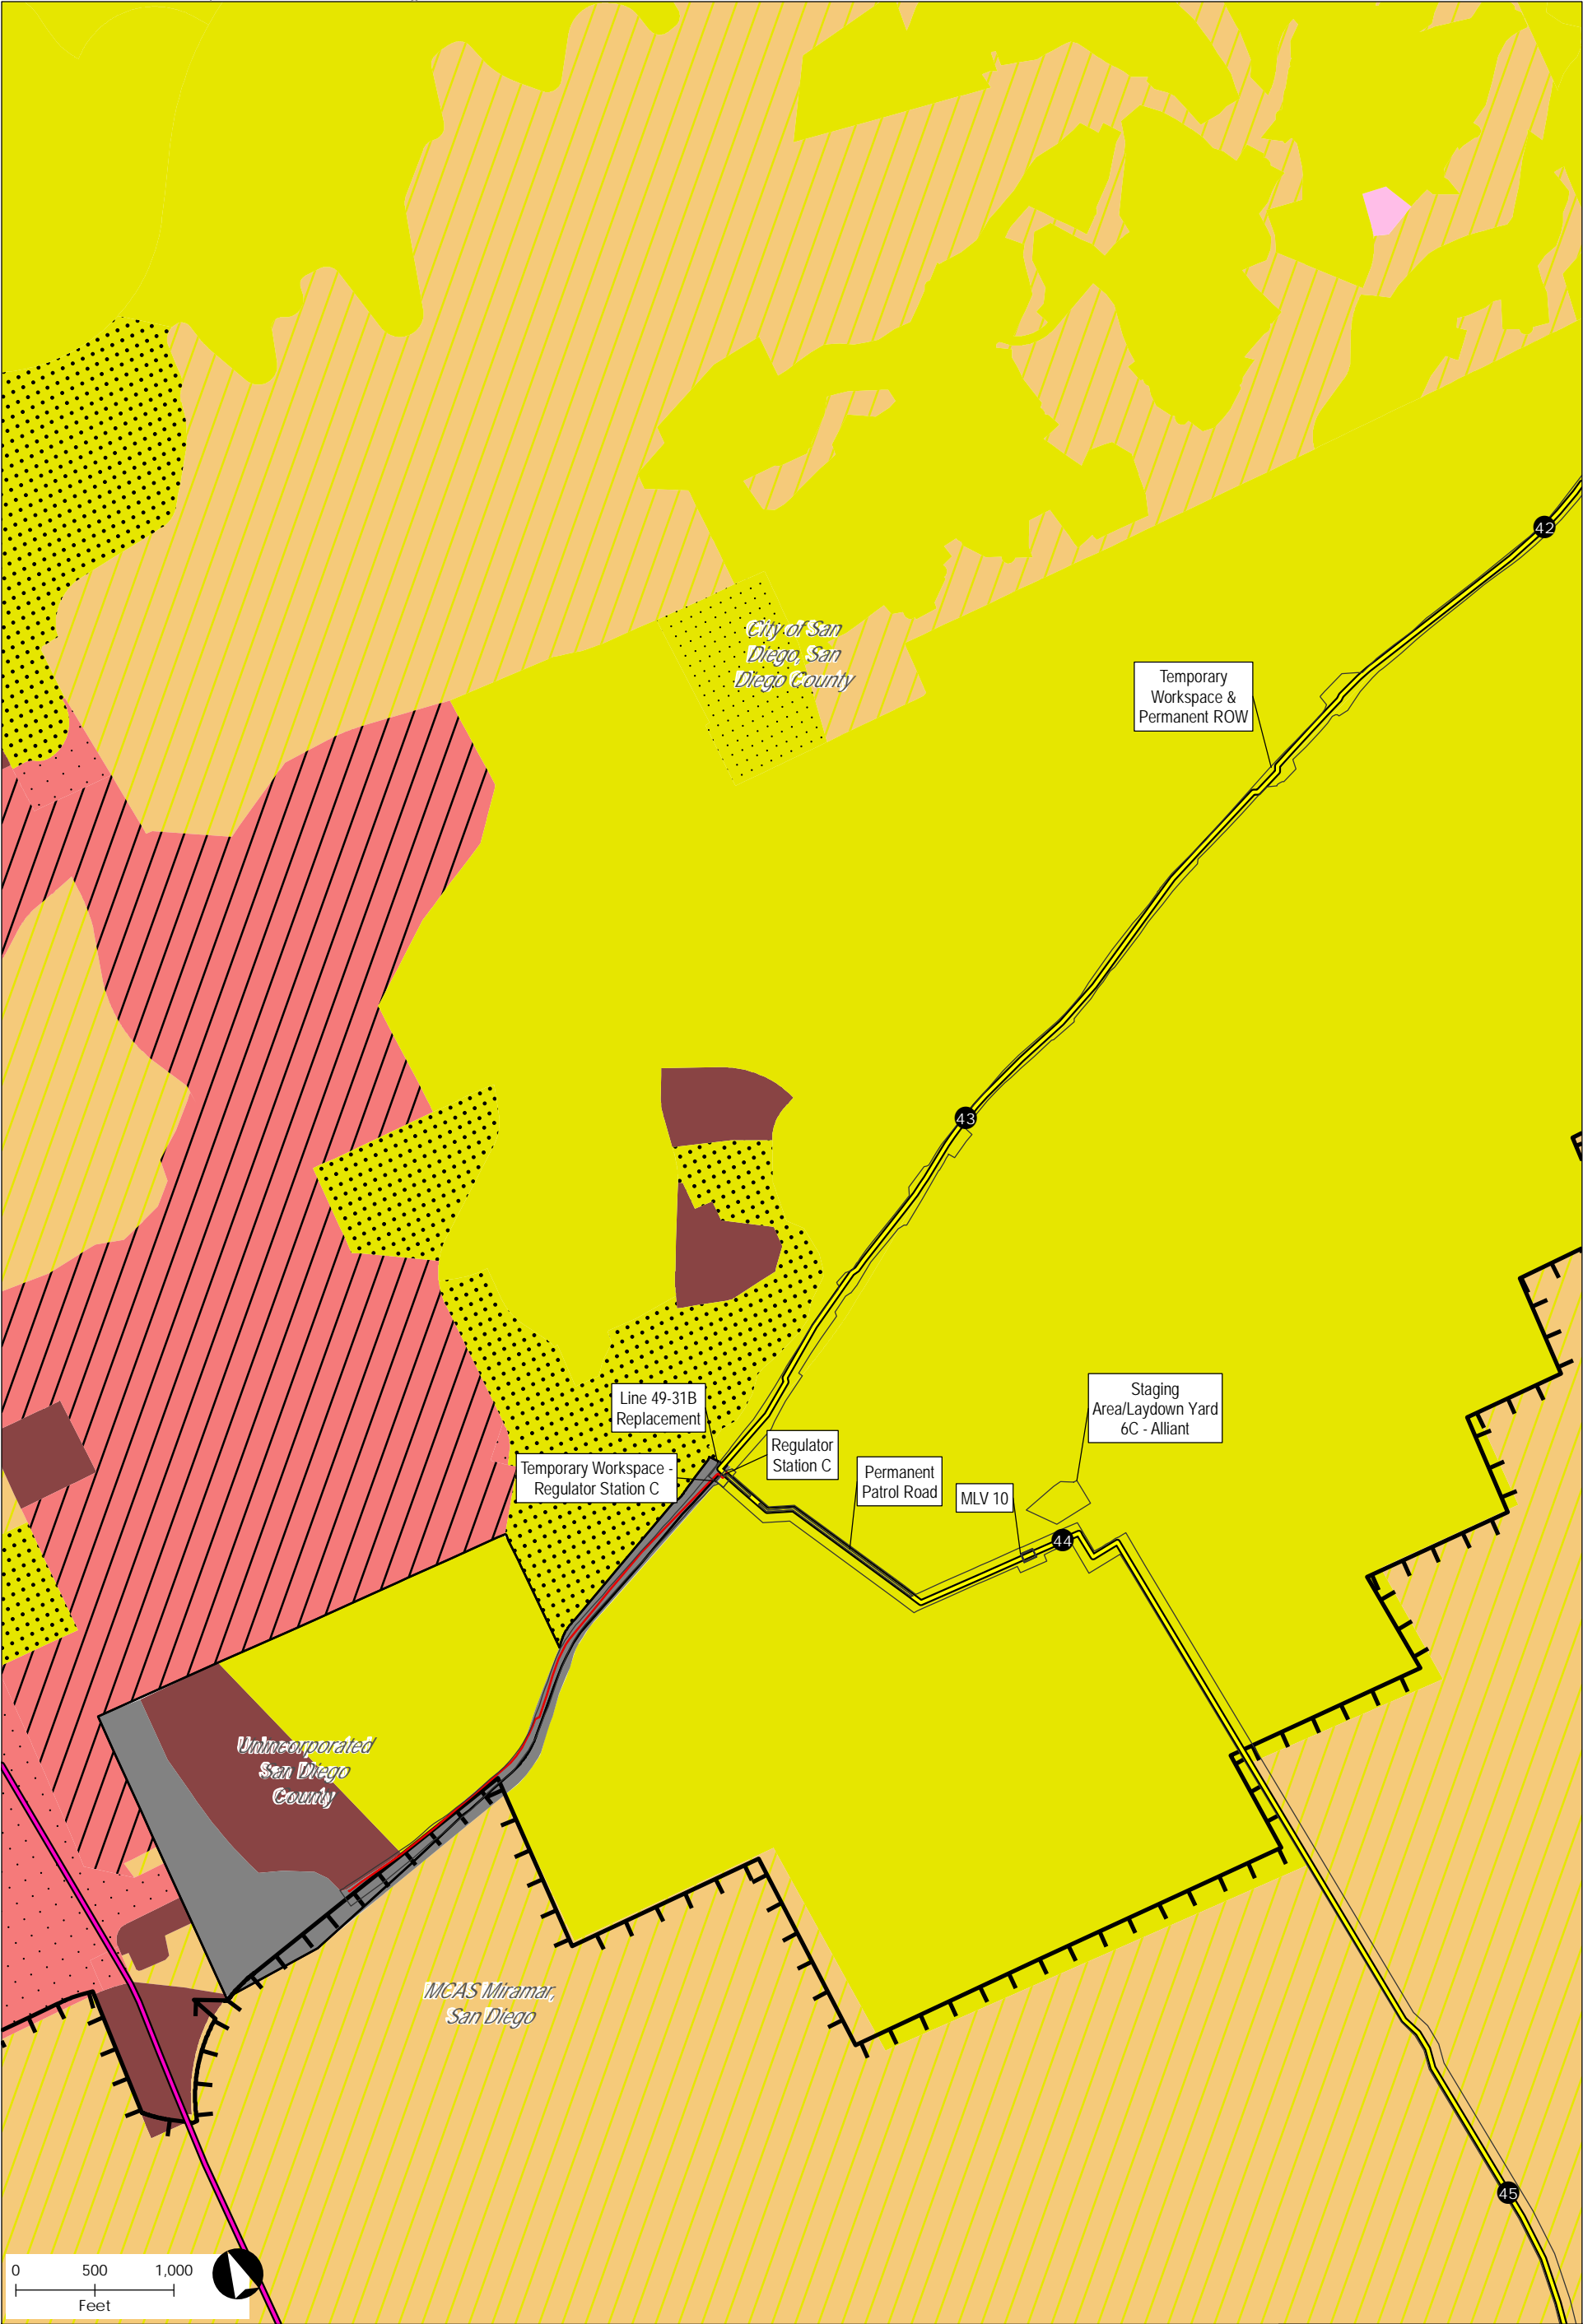 42
City of San
Diego, San
Diego County
Temporary
Workspace &
Permanent ROW
43
Staging
Area/Laydown Yard
6C - Alliant
Line 49-31B
Replacement
Regulator
Station C
Temporary Workspace -
Regulator Station C
Permanent
Patrol Road
MLV 10
44
Unincorporated
San Diego
County
MCAS Miramar,
San Diego
45
0 500 1,000
Feet